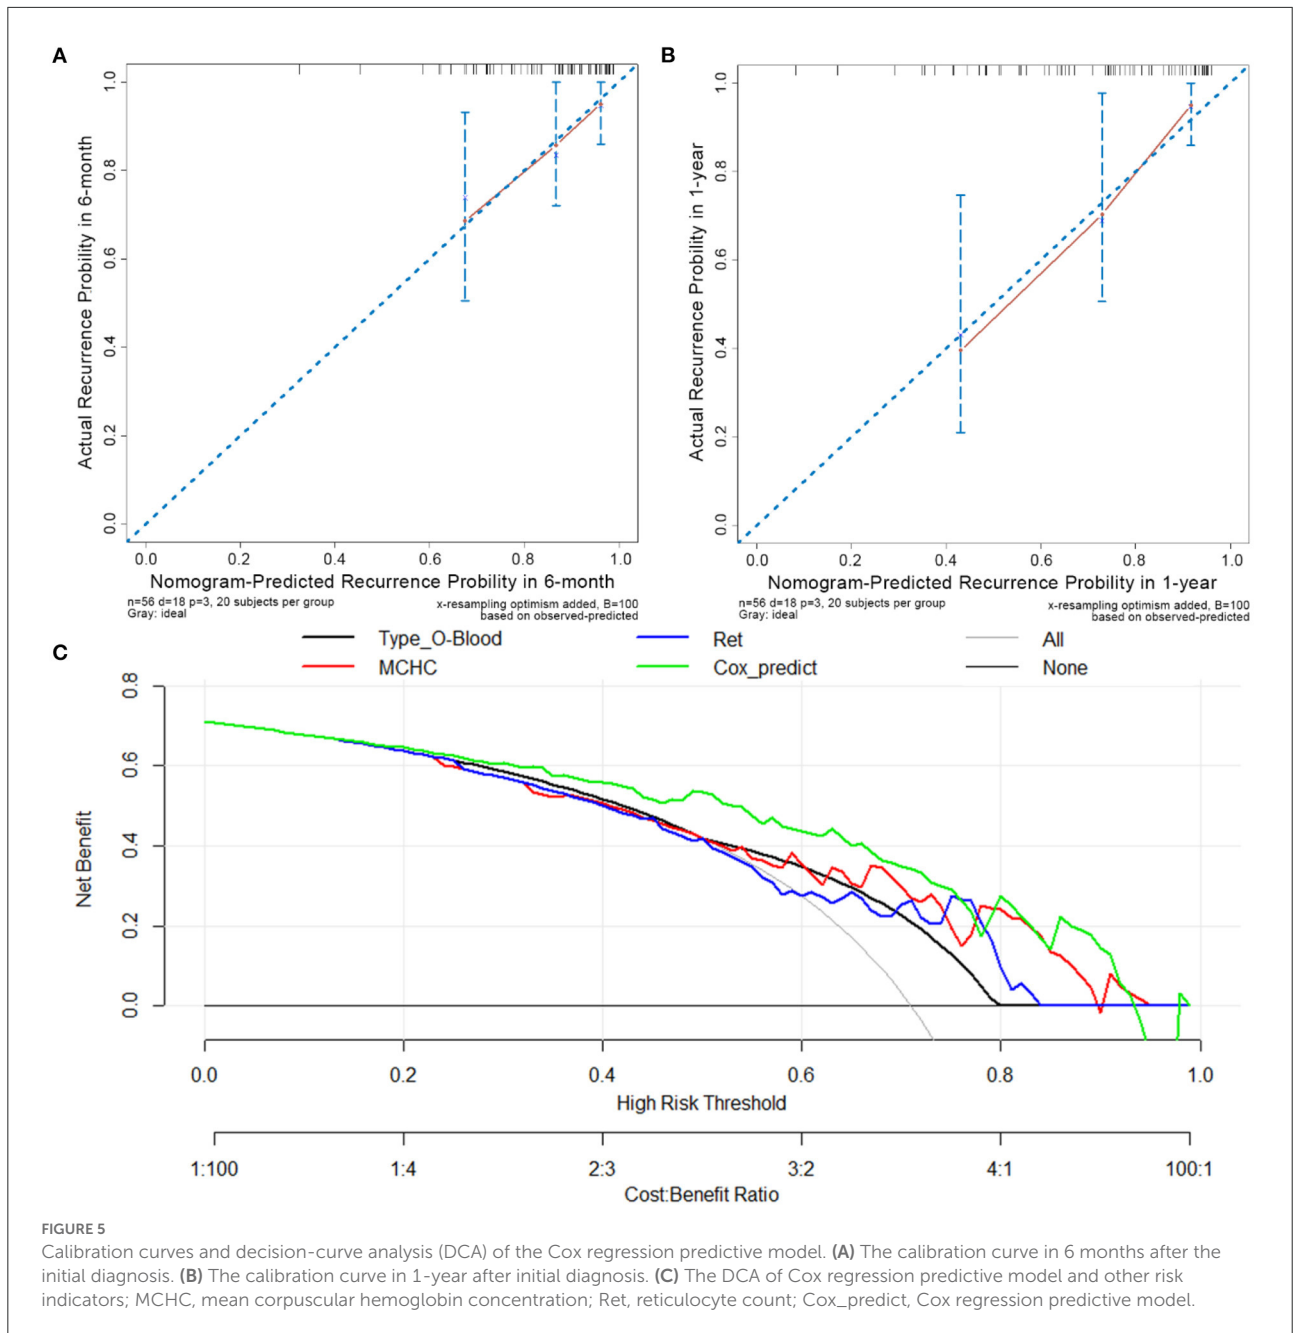 A
Actual Recurrence Probility in 6-month
0.0
0.2
0.4
0.6
0.8
1.0
0.0 0.2 0.4 0.6 0.8 1.0
Nomogram-Predicted Recurrence Probility in 6-month
n=56 d=18 p=3, 20 subjects per group
Gray: ideal
x-resampling optimism added, B=100
based on observed-predicted
B
Actual Recurrence Probility in 1-year
0.0
0.2
0.4
0.6
0.8
1.0
0.0 0.2 0.4 0.6 0.8 1.0
Nomogram-Predicted Recurrence Probility in 1-year
n=56 d=18 p=3, 20 subjects per group
Gray: ideal
x-resampling optimism added, B=100
based on observed-predicted
C
Type_O-Blood Ret All
MCHC Cox_predict None
Net Benefit
0.8
0.6
0.4
0.2
0.0
0.0 0.2 0.4 0.6 0.8 1.0
High Risk Threshold
1:100 1:4 2:3 3:2 4:1 100:1
Cost:Benefit Ratio
FIGURE 5
Calibration curves and decision-curve analysis (DCA) of the Cox regression predictive model. (A) The calibration curve in 6 months after the
initial diagnosis. (B) The calibration curve in 1-year after initial diagnosis. (C) The DCA of Cox regression predictive model and other risk
indicators; MCHC, mean corpuscular hemoglobin concentration; Ret, reticulocyte count; Cox_predict, Cox regression predictive model.